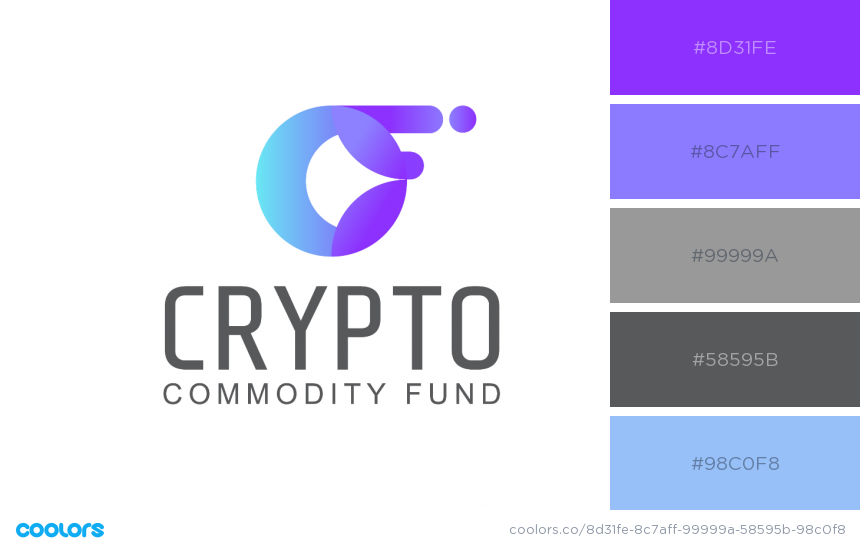 CRYPTO
COMMODITY FUND
#8D31FE
#8C7AFF
#99999A
#58595B
#98C0F8
coolors
coolors.co/8d31fe-8c7aff-99999a-58595b-98c0f8